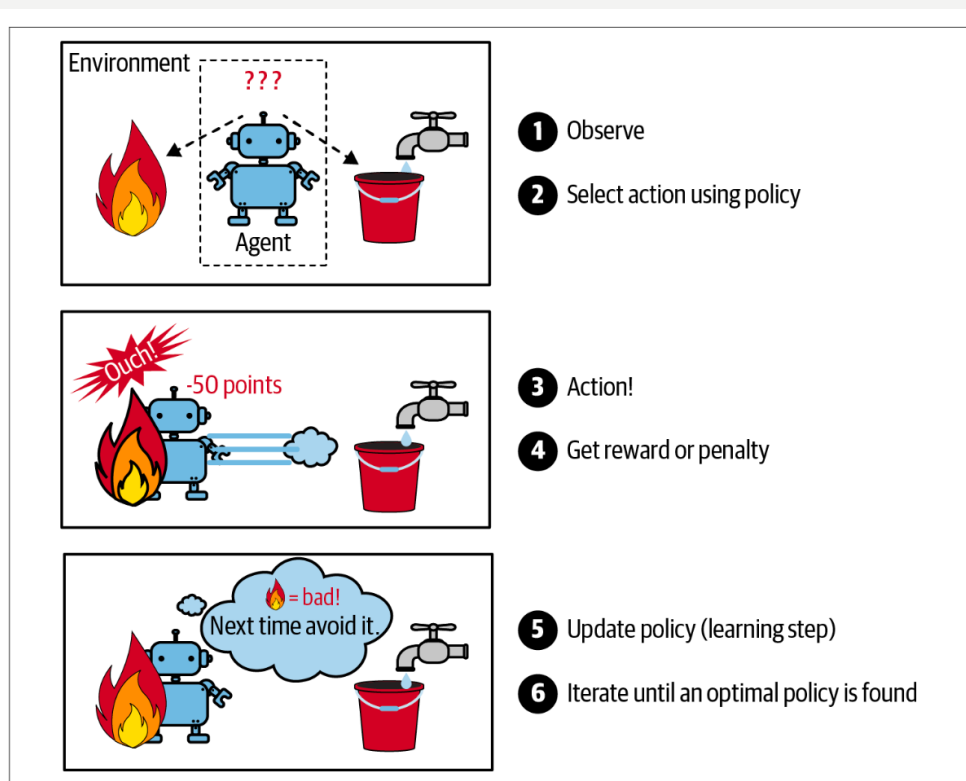 Environment
???
Agent
1 Observe
2 Select action using policy
Ouch!
-50 points
3 Action!
4 Get reward or penalty
= bad!
Next time avoid it.
5 Update policy (learning step)
6 Iterate until an optimal policy is found